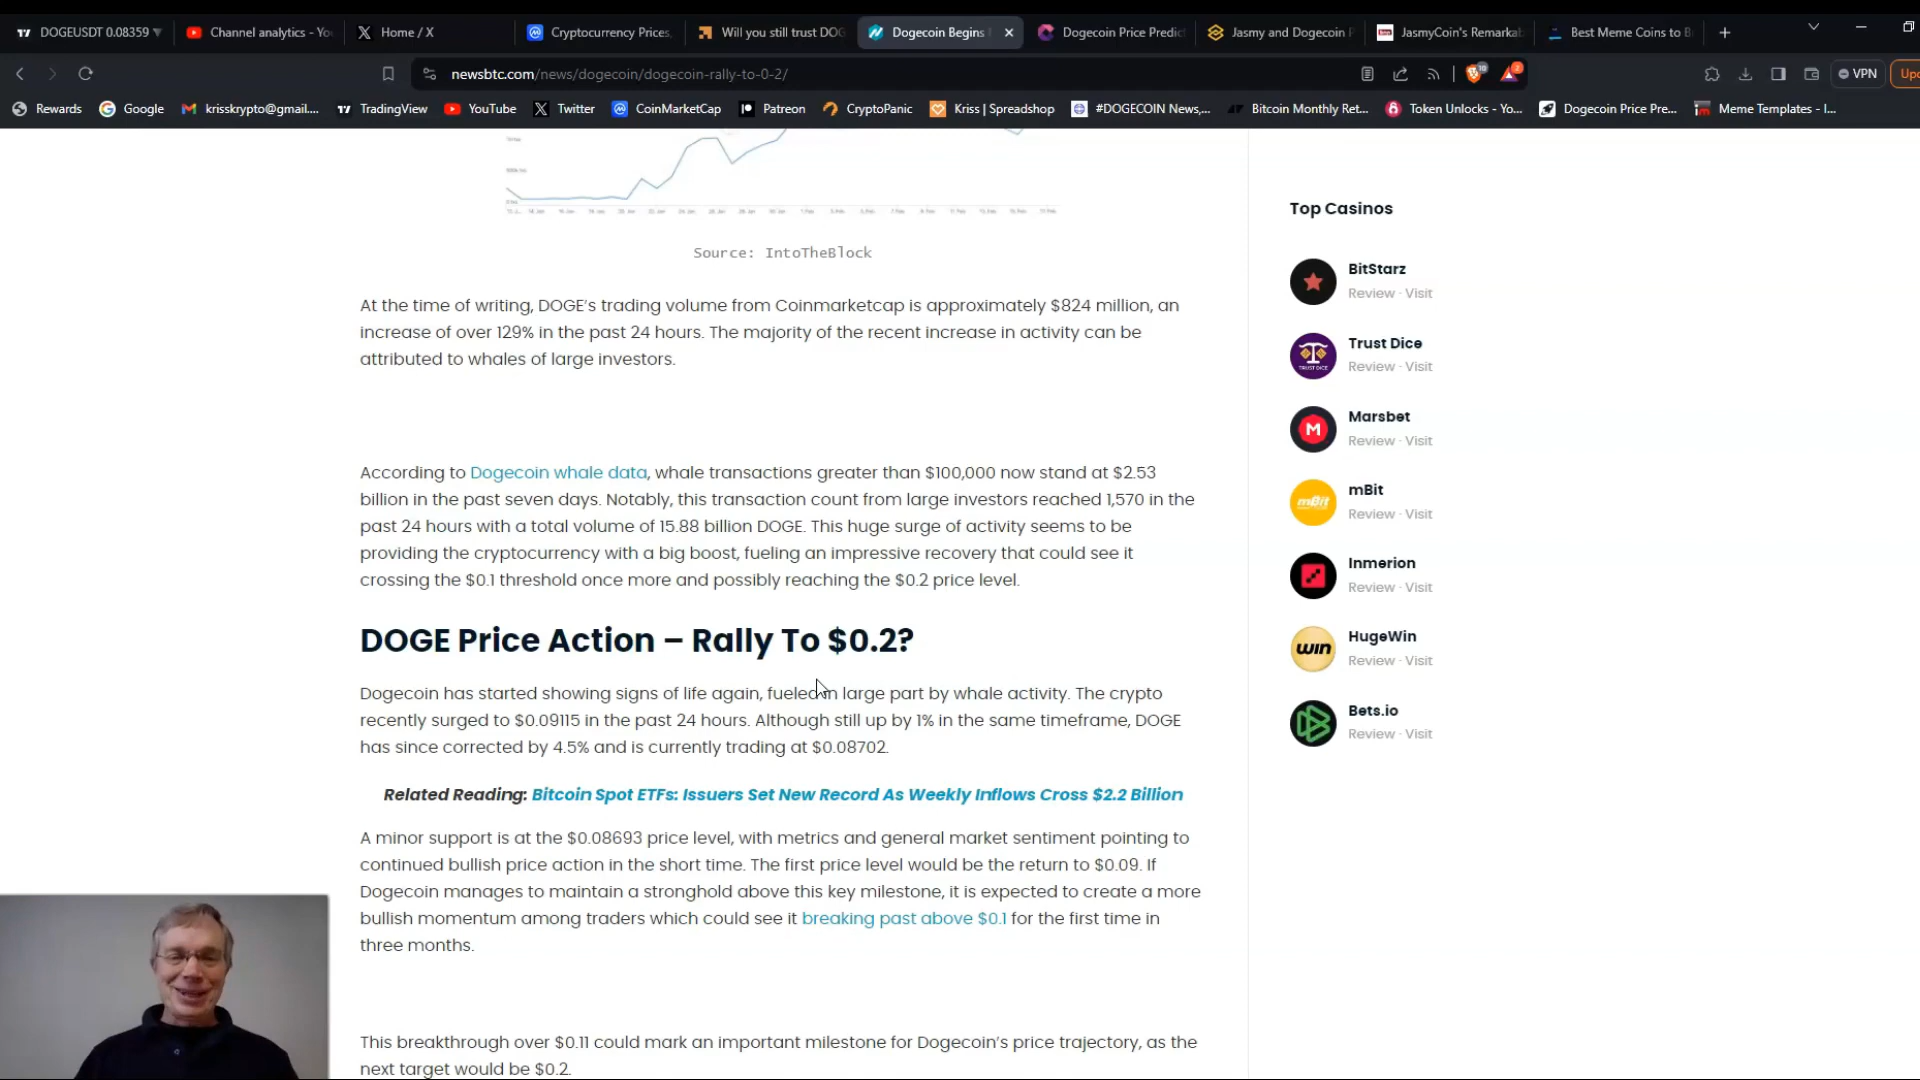 DOGEUSDT 0.08359
Channel analytics - Yo
Home / X
Cryptocurrency Prices,
Will you still trust DOG
Dogecoin Begins
Dogecoin Price Predic
Jasmy and Dogecoin P
JasmyCoin's Remarkab
Best Meme Coins to B
newsbtc.com/news/dogecoin/dogecoin-rally-to-0-2/
VPN
Rewards
Google
krisskrypto@gmail....
TradingView
YouTube
Twitter
CoinMarketCap
Patreon
CryptoPanic
Kriss | Spreadshop
#DOGECOIN News,...
Bitcoin Monthly Ret...
Token Unlocks - Yo...
Dogecoin Price Pre...
Meme Templates - I...
Source: IntoTheBlock
At the time of writing, DOGE's trading volume from Coinmarketcap is approximately $824 million, an
increase of over 129% in the past 24 hours. The majority of the recent increase in activity can be
attributed to whales of large investors.
According to Dogecoin whale data, whale transactions greater than $100,000 now stand at $2.53
billion in the past seven days. Notably, this transaction count from large investors reached 1,570 in the
past 24 hours with a total volume of 15.88 billion DOGE. This huge surge of activity seems to be
providing the cryptocurrency with a big boost, fueling an impressive recovery that could see it
crossing the $0.1 threshold once more and possibly reaching the $0.2 price level.
DOGE Price Action – Rally To $0.2?
Dogecoin has started showing signs of life again, fueled in large part by whale activity. The crypto
recently surged to $0.09115 in the past 24 hours. Although still up by 1% in the same timeframe, DOGE
has since corrected by 4.5% and is currently trading at $0.08702.
Related Reading: Bitcoin Spot ETFs: Issuers Set New Record As Weekly Inflows Cross $2.2 Billion
A minor support is at the $0.08693 price level, with metrics and general market sentiment pointing to
continued bullish price action in the short time. The first price level would be the return to $0.09. If
Dogecoin manages to maintain a stronghold above this key milestone, it is expected to create a more
bullish momentum among traders which could see it breaking past above $0.1 for the first time in
three months.
This breakthrough over $0.11 could mark an important milestone for Dogecoin's price trajectory, as the
next target would be $0.2.
Top Casinos
BitStarz
Review · Visit
TRUST DICE
Trust Dice
Review · Visit
M
Marsbet
Review · Visit
mBit
mBit
Review · Visit
Inmerion
Review · Visit
WIN
HugeWin
Review · Visit
Bets.io
Review · Visit